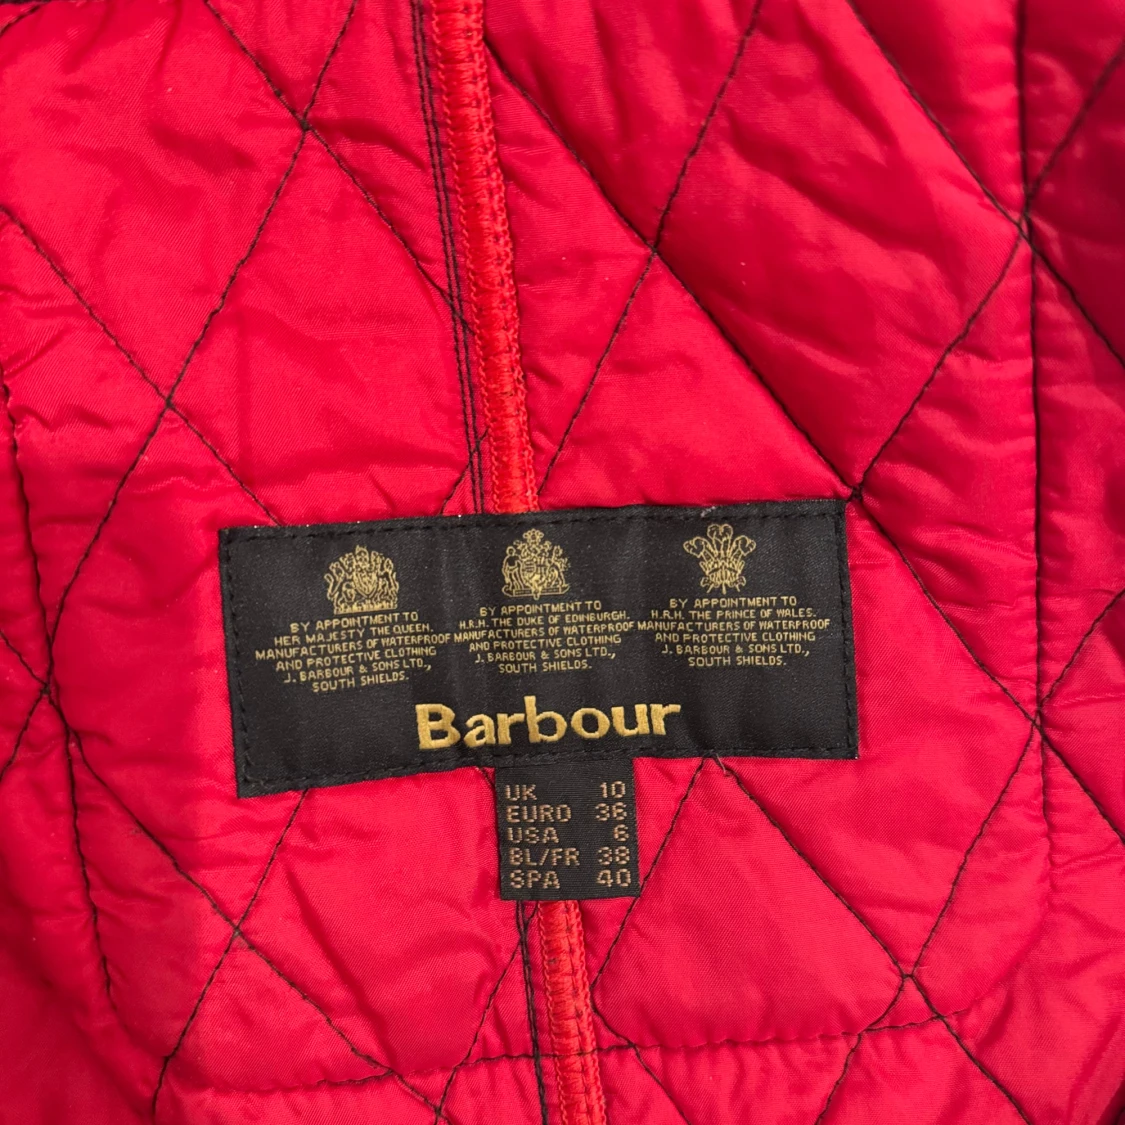 BY APPOINTMENT TO
HER MAJESTY THE QUEEN.
MANUFACTURERS OF WATERPROOF
AND PROTECTIVE CLOTHING
J. BARBOUR & SONS LTD.,
SOUTH SHIELDS.
BY APPOINTMENT TO
H.R.H. THE DUKE OF EDINBURGH.
MANUFACTURERS OF WATERPROOF
AND PROTECTIVE CLOTHING
J. BARBOUR & SONS LTD.,
SOUTH SHIELDS.
BY APPOINTMENT TO
H.R.H. THE PRINCE OF WALES.
MANUFACTURERS OF WATERPROOF
AND PROTECTIVE CLOTHING
J. BARBOUR & SONS LTD.,
SOUTH SHIELDS.
Barbour
UK 10
EURO 36
USA 6
BL/FR 38
SPA 40